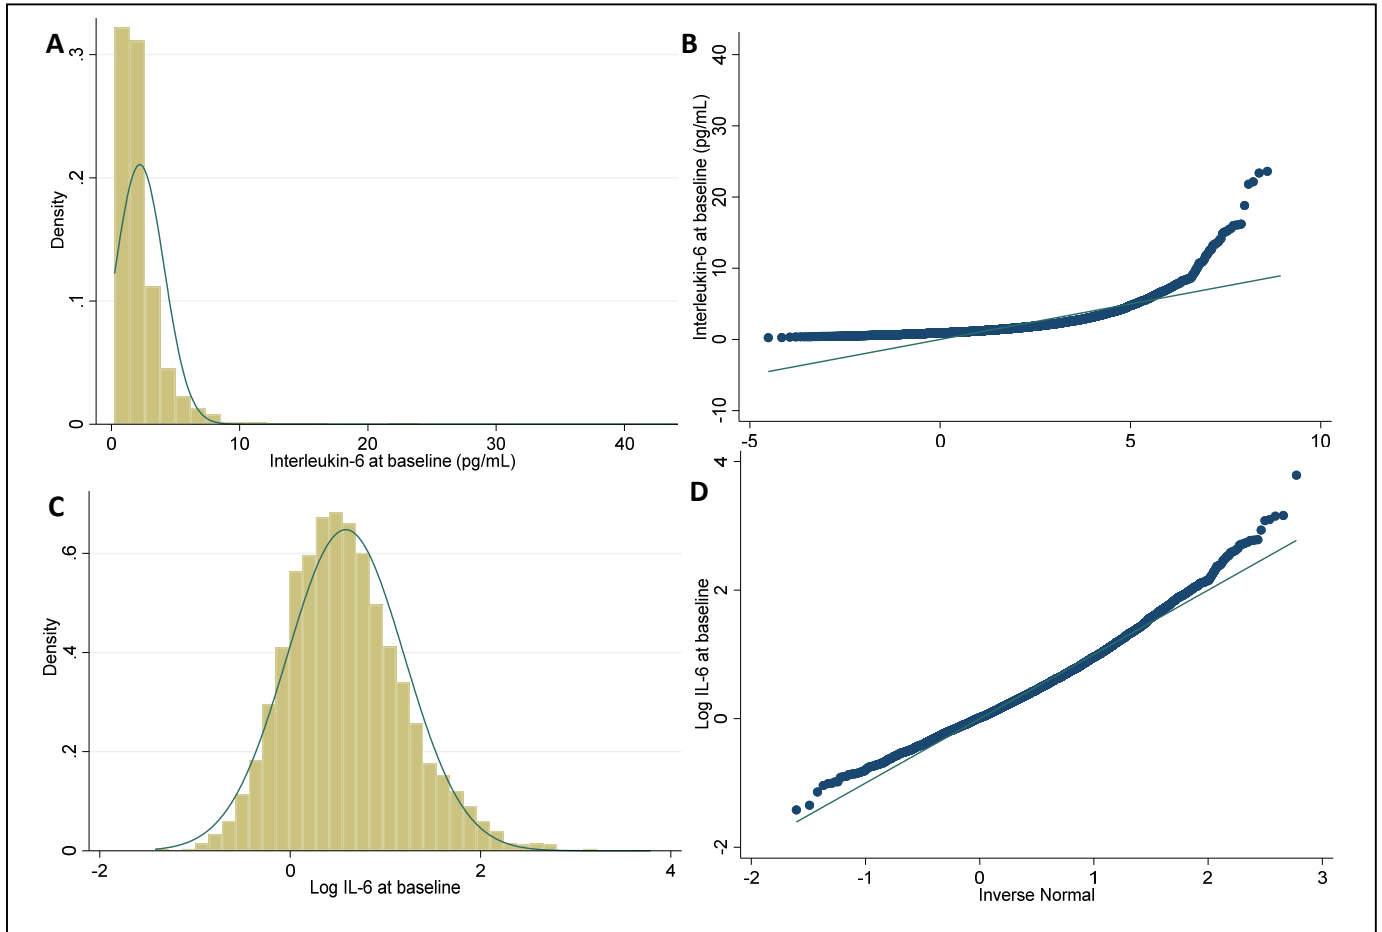 A
Density
0
.1
.2
.3
0 10 20 30 40
Interleukin-6 at baseline (pg/mL)
B
Interleukin-6 at baseline (pg/mL)
-10
0
10
20
30
40
-5 0 5 10
C
Density
0
.2
.4
.6
-2 0 2 4
Log IL-6 at baseline
D
Log IL-6 at baseline
-2
0
2
4
-2 -1 0 1 2 3
Inverse Normal